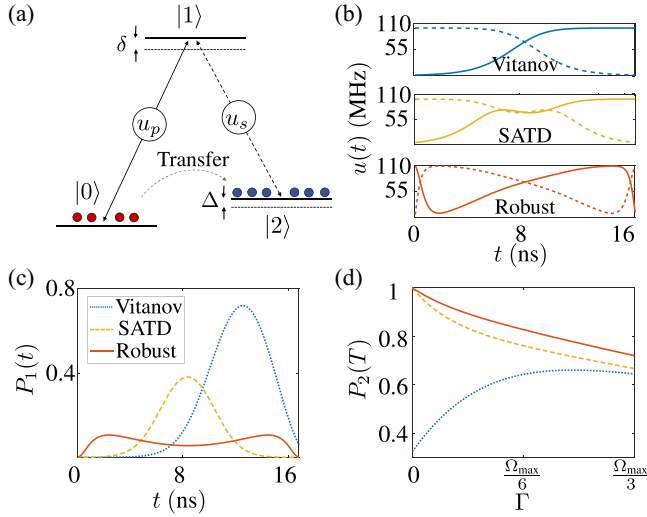 (a)
|1⟩
δ
u_p
u_s
Transfer
|0⟩
Δ
|2⟩
(b)
u(t) (MHz)
110
55
Vitanov
110
55
SATD
110
55
Robust
0 8 16
t (ns)
(c)
P₁(t)
0.8
0.4
Vitanov
SATD
Robust
0 8 16
t (ns)
(d)
P₂(T)
1
0.8
0.6
0.4
0 Ω_max/6 Ω_max/3
Γ